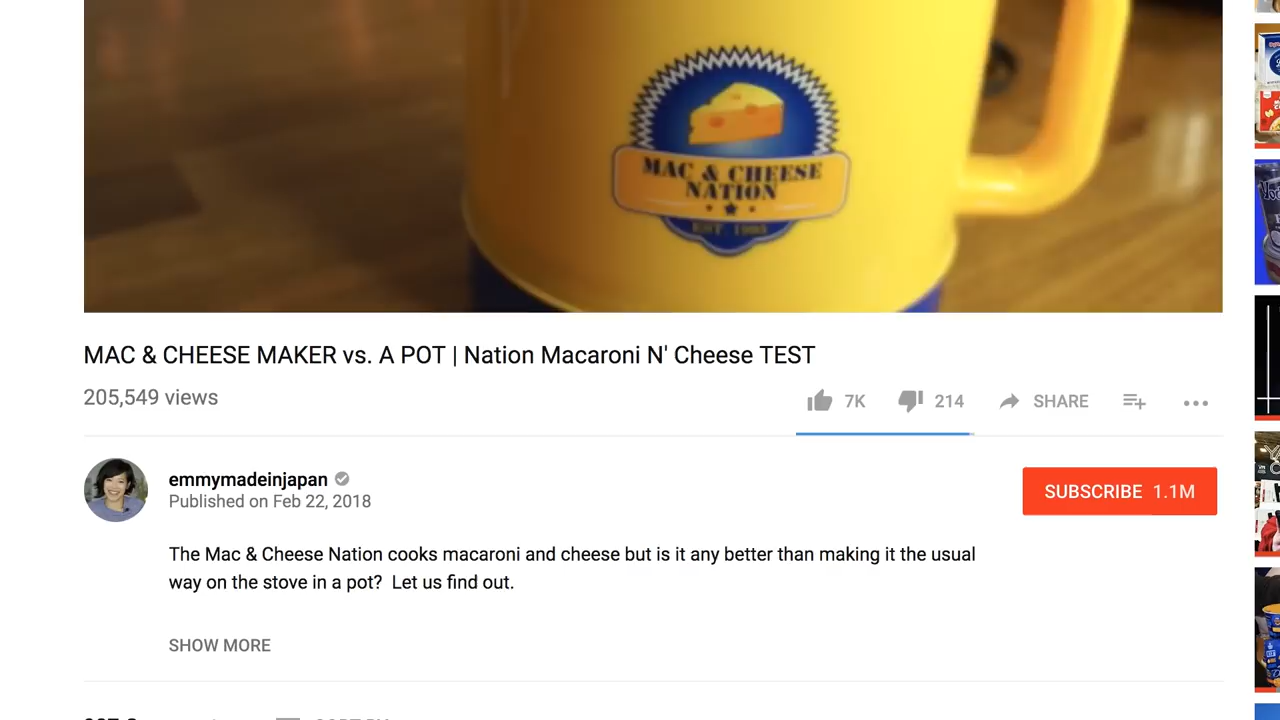 MAC & CHEESE
NATION
EST. 1989
MAC & CHEESE MAKER vs. A POT | Nation Macaroni N' Cheese TEST
205,549 views
7K
214
SHARE
emmymadeinjapan
Published on Feb 22, 2018
SUBSCRIBE 1.1M
The Mac & Cheese Nation cooks macaroni and cheese but is it any better than making it the usual
way on the stove in a pot?  Let us find out.
SHOW MORE